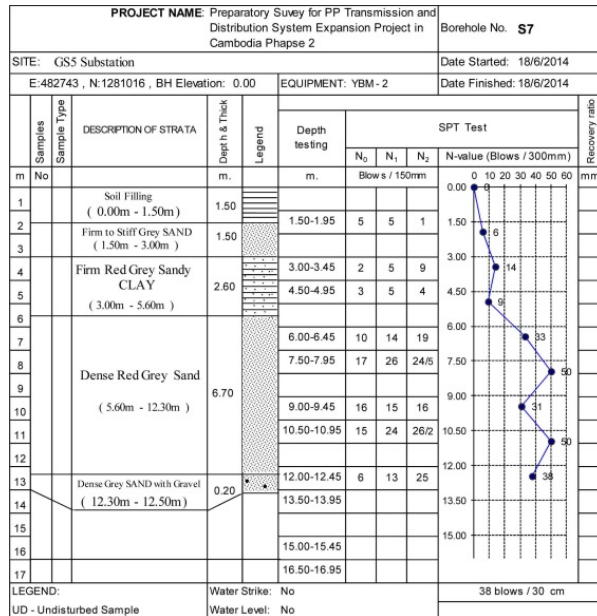 PROJECT NAME: Preparatory Suvey for PP Transmission and
Distribution System Expansion Project in
Cambodia Phapse 2
Borehole No. S7
SITE: GS5 Substation
Date Started: 18/6/2014
E:482743 , N:1281016 , BH Elevation: 0.00
EQUIPMENT: YBM - 2
Date Finished: 18/6/2014
Samples
Sample Type
DESCRIPTION OF STRATA
Depth & Thick
Legend
Depth testing
SPT Test
Recovery ratio
N0 N1 N2
N-value (Blows / 300mm)
m No m. m. Blows / 150mm mm
0.00 0 10 20 30 40 50 60
0
1 Soil Filling
( 0.00m - 1.50m )
1.50
2 Firm to Stiff Grey SAND
( 1.50m - 3.00m )
1.50
1.50-1.95 5 5 1
1.50
6
3
3.00
4 Firm Red Grey Sandy
CLAY
3.00-3.45 2 5 9
14
5 ( 3.00m - 5.60m )
2.60
4.50-4.95 3 5 4
4.50
9
6
6.00
7 6.00-6.45 10 14 19
33
8 7.50-7.95 17 26 24/5
7.50
50
Dense Red Grey Sand
9
6.70
9.00
10 ( 5.60m - 12.30m )
9.00-9.45 16 15 16
31
11 10.50-10.95 15 24 26/2
10.50
50
12
12.00
13 Dense Grey SAND with Gravel
( 12.30m - 12.50m )
0.20
12.00-12.45 6 13 25
38
14 13.50-13.95
13.50
15
15.00
16 15.00-15.45
17 16.50-16.95
LEGEND:
Water Strike: No
38 blows / 30 cm
UD - Undisturbed Sample
Water Level: No